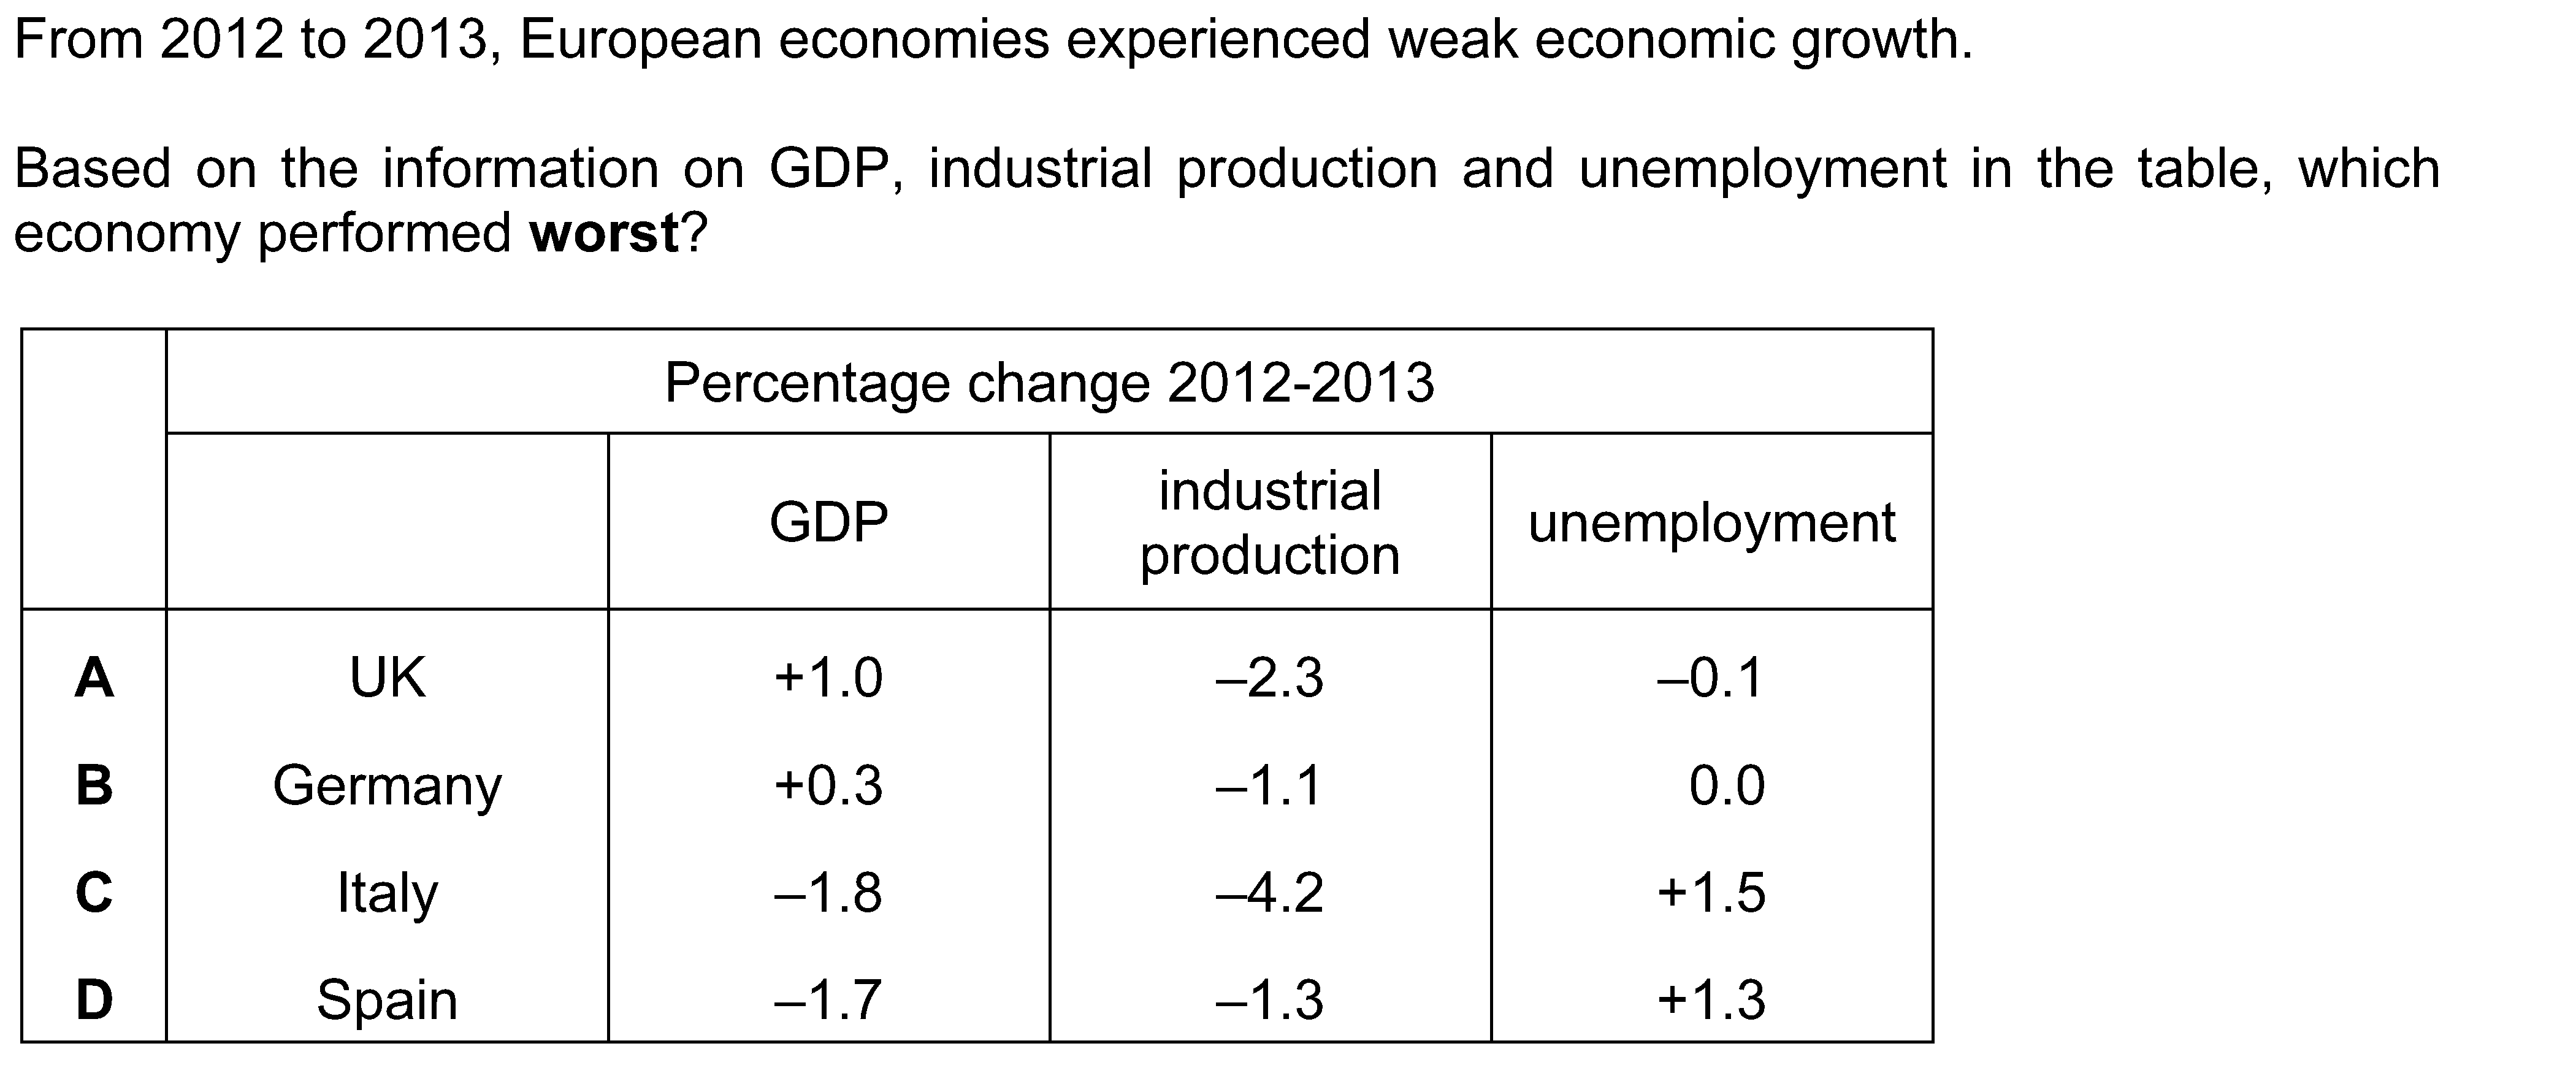 From 2012 to 2013, European economies experienced weak economic growth.
Based on the information on GDP, industrial production and unemployment in the table, which
economy performed worst?
Percentage change 2012-2013
GDP industrial production unemployment
A UK +1.0 –2.3 –0.1
B Germany +0.3 –1.1 0.0
C Italy –1.8 –4.2 +1.5
D Spain –1.7 –1.3 +1.3